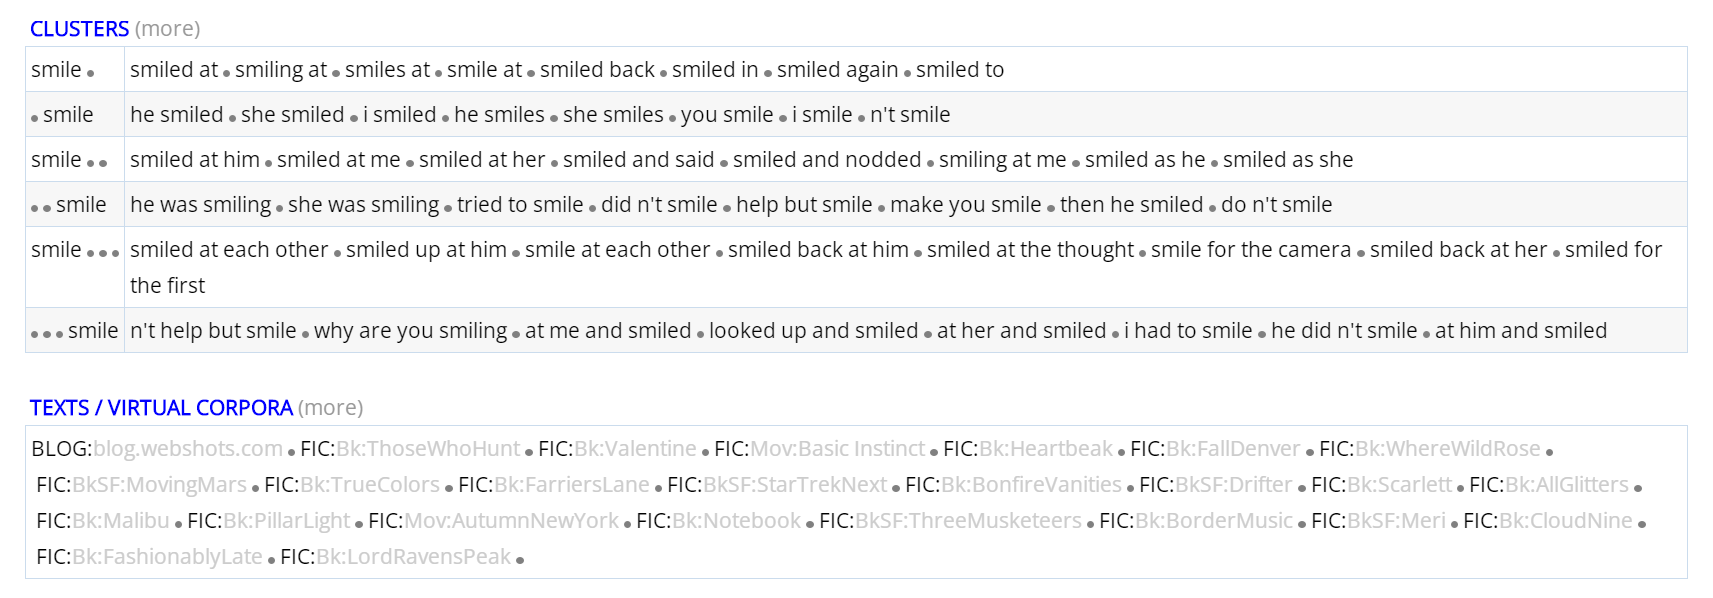 CLUSTERS (more)
smile • smiled at • smiling at • smiles at • smile at • smiled back • smiled in • smiled again • smiled to
• smile he smiled • she smiled • i smiled • he smiles • she smiles • you smile • i smile • n't smile
smile • • smiled at him • smiled at me • smiled at her • smiled and said • smiled and nodded • smiling at me • smiled as he • smiled as she
• • smile he was smiling • she was smiling • tried to smile • did n't smile • help but smile • make you smile • then he smiled • do n't smile
smile • • • smiled at each other • smiled up at him • smile at each other • smiled back at him • smiled at the thought • smile for the camera • smiled back at her • smiled for
the first
• • • smile n't help but smile • why are you smiling • at me and smiled • looked up and smiled • at her and smiled • i had to smile • he did n't smile • at him and smiled
TEXTS / VIRTUAL CORPORA (more)
BLOG:blog.webshots.com • FIC:Bk:ThoseWhoHunt • FIC:Bk:Valentine • FIC:Mov:Basic Instinct • FIC:Bk:Heartbeak • FIC:Bk:FallDenver • FIC:Bk:WhereWildRose •
FIC:BkSF:MovingMars • FIC:Bk:TrueColors • FIC:Bk:FarriersLane • FIC:BkSF:StarTrekNext • FIC:Bk:BonfireVanities • FIC:BkSF:Drifter • FIC:Bk:Scarlett • FIC:Bk:AllGlitters •
FIC:Bk:Malibu • FIC:Bk:PillarLight • FIC:Mov:AutumnNewYork • FIC:Bk:Notebook • FIC:BkSF:ThreeMusketeers • FIC:Bk:BorderMusic • FIC:BkSF:Meri • FIC:Bk:CloudNine •
FIC:Bk:FashionablyLate • FIC:Bk:LordRavensPeak •